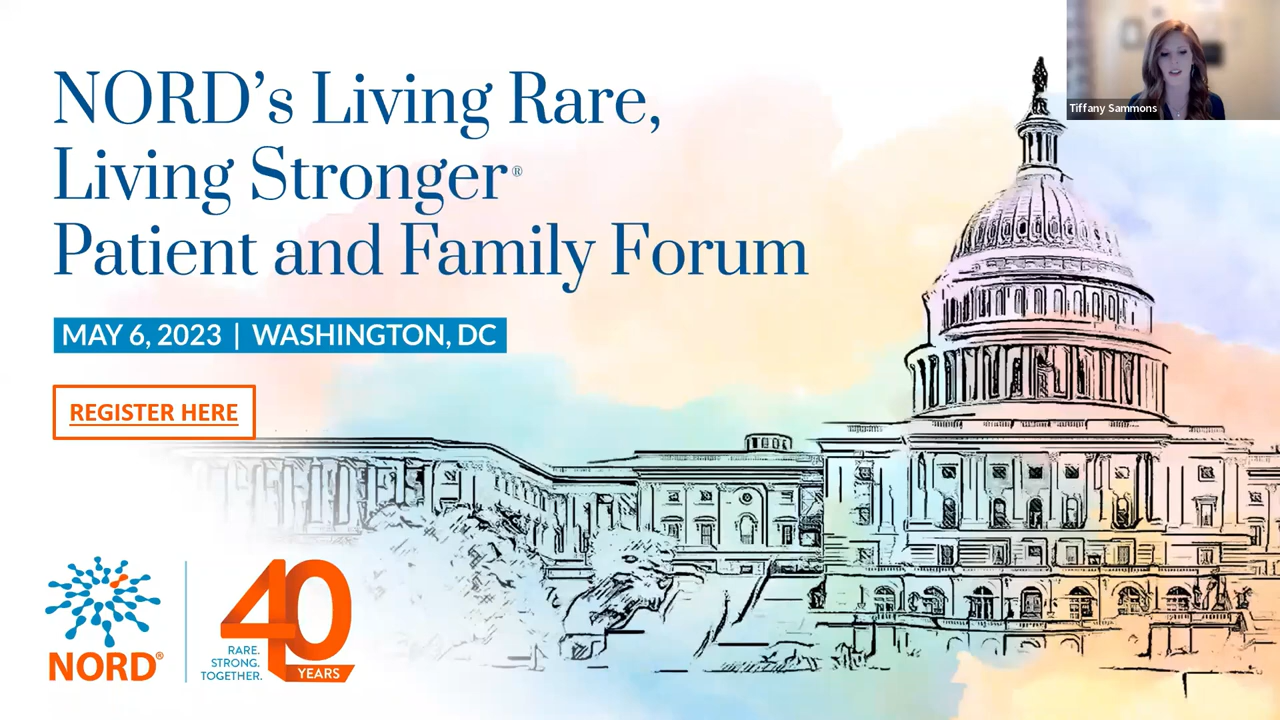 NORD’s Living Rare,
Living Stronger®
Patient and Family Forum
MAY 6, 2023 | WASHINGTON, DC
REGISTER HERE
NORD®
RARE.
STRONG.
TOGETHER.
40
YEARS
Tiffany Sammons